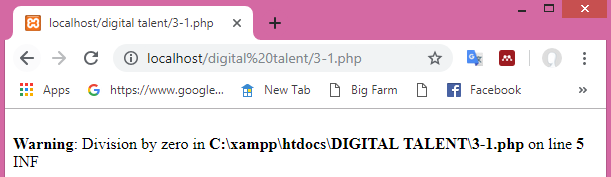 localhost/digital talent/3-1.php
localhost/digital%20talent/3-1.php
Apps https://www.google... New Tab Big Farm Facebook
Warning: Division by zero in C:\xampp\htdocs\DIGITAL TALENT\3-1.php on line 5
INF